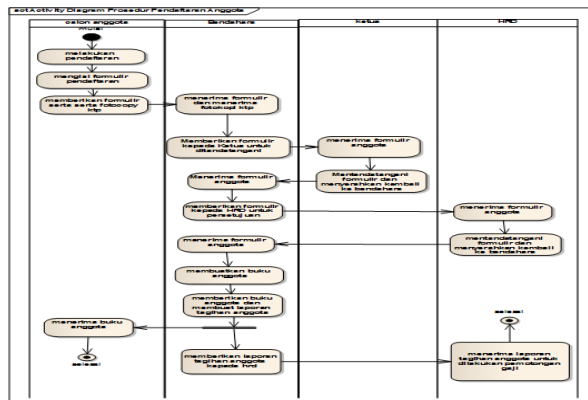 act Activity Diagram Prosedur Pendaftaran Anggota
calon anggota
Bendahara
ketua
HRD
mulai
melakukan
pendaftaran
mengisi formulir
pendaftaran
memberikan formulir
serta serta fotocopy
ktp
menerima formulir
dan menerima
fotokopi ktp
Memberikan formulir
kepada Ketua untuk
ditandatangani
menerima formulir
anggota
Mentandatangani
formulir dan
menyerahkan kembali
ke bendahara
Menerima formulir
anggota
memberikan formulir
kepada HRD untuk
persetujuan
menerima formulir
anggota
mentandatangani
formulir dan
menyerahkan kembali
ke bendahara
menerima formulir
anggota
membuatkan buku
anggota
memberikan buku
anggota dan
membuat laporan
tagihan anggota
menerima buku
anggota
selesai
memberikan laporan
tagihan anggota
kepada hrd
menerima laporan
tagihan anggota untuk
dilakukan pemotongan
gaji
selesai